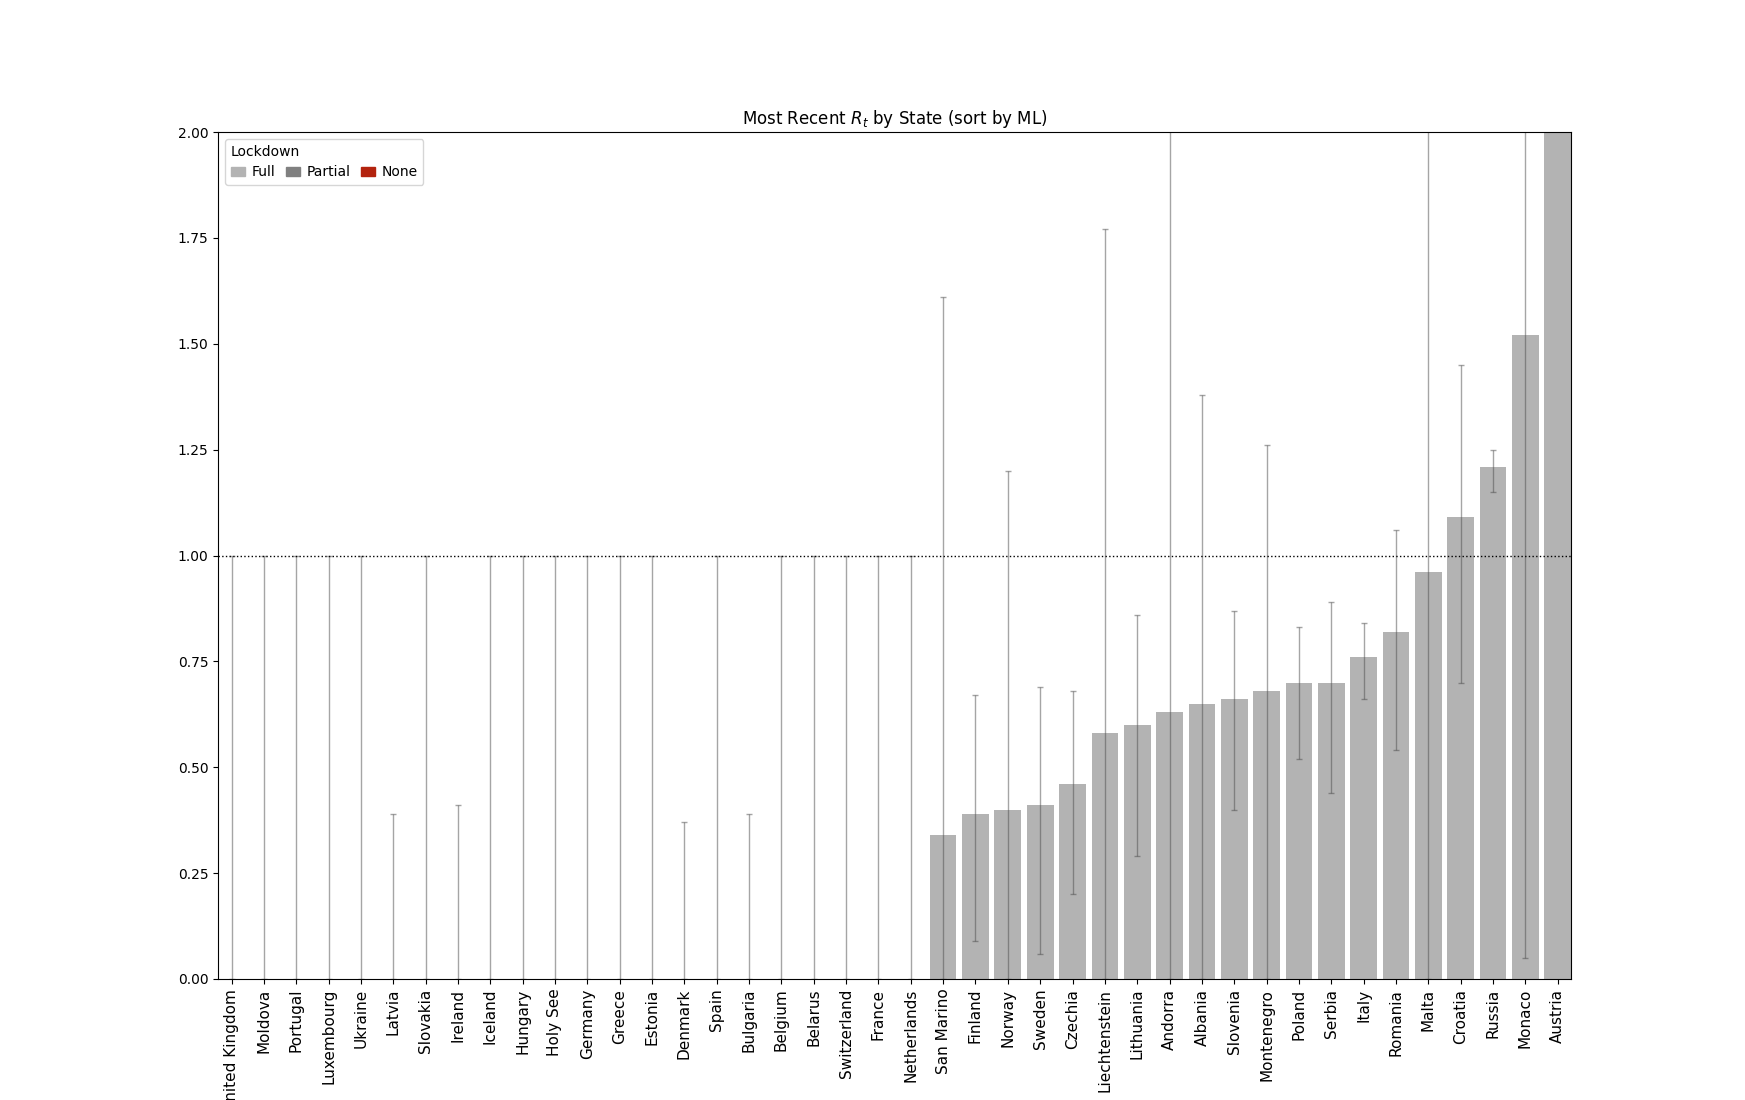 Most Recent Rt by State (sort by ML)
Lockdown
Full Partial None
2.00
1.75
1.50
1.25
1.00
0.75
0.50
0.25
0.00
nited Kingdom
Moldova
Portugal
Luxembourg
Ukraine
Latvia
Slovakia
Ireland
Iceland
Hungary
Holy See
Germany
Greece
Estonia
Denmark
Spain
Bulgaria
Belgium
Belarus
Switzerland
France
Netherlands
San Marino
Finland
Norway
Sweden
Czechia
Liechtenstein
Lithuania
Andorra
Albania
Slovenia
Montenegro
Poland
Serbia
Italy
Romania
Malta
Croatia
Russia
Monaco
Austria